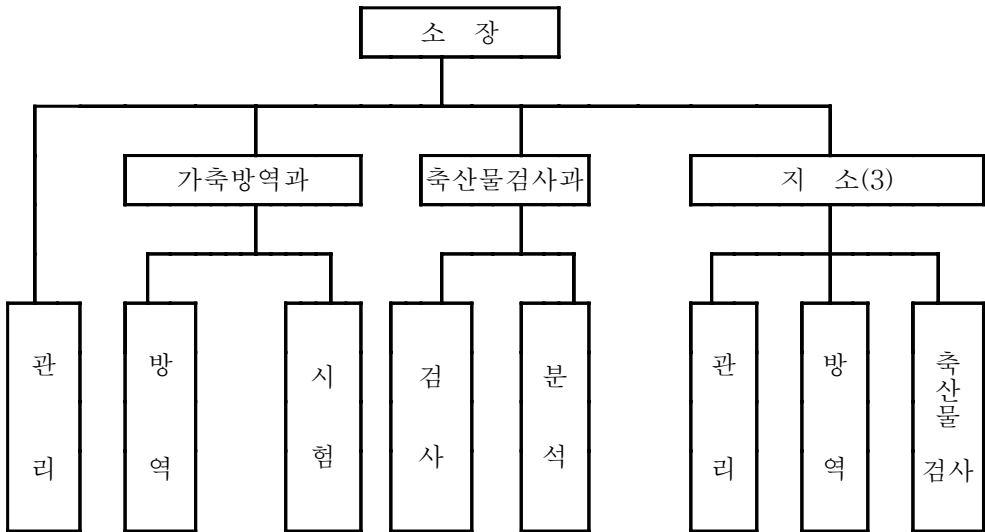 소 장
가축방역과
축산물검사과
지 소(3)
관리
방역
시험
검사
분석
관리
방역
축산물 검사